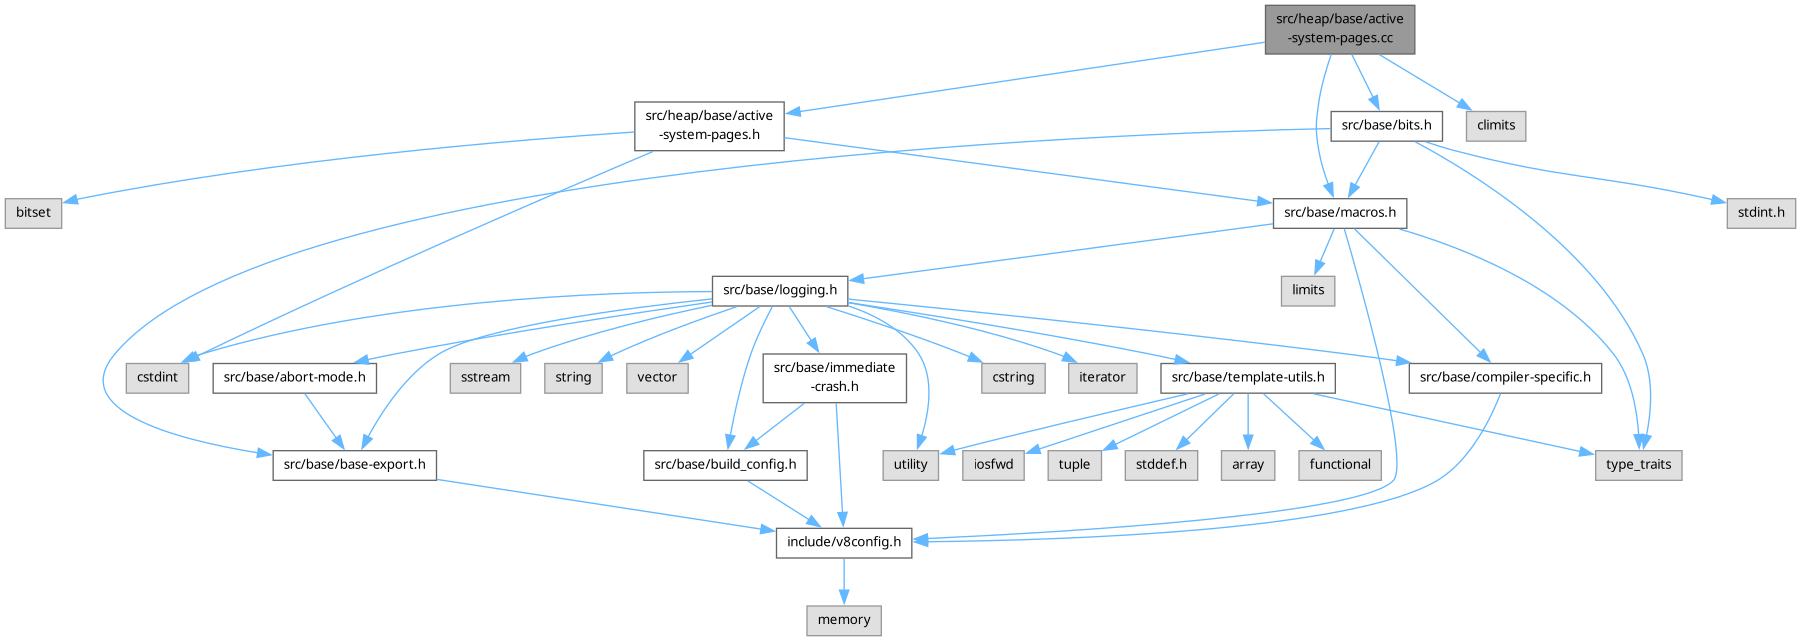 src/heap/base/active
-system-pages.cc
src/heap/base/active
-system-pages.h
src/base/bits.h
climits
bitset
src/base/macros.h
stdint.h
src/base/logging.h
limits
cstdint
src/base/abort-mode.h
sstream
string
vector
src/base/immediate
-crash.h
cstring
iterator
src/base/template-utils.h
src/base/compiler-specific.h
src/base/base-export.h
src/base/build_config.h
utility
iosfwd
tuple
stddef.h
array
functional
type_traits
include/v8config.h
memory